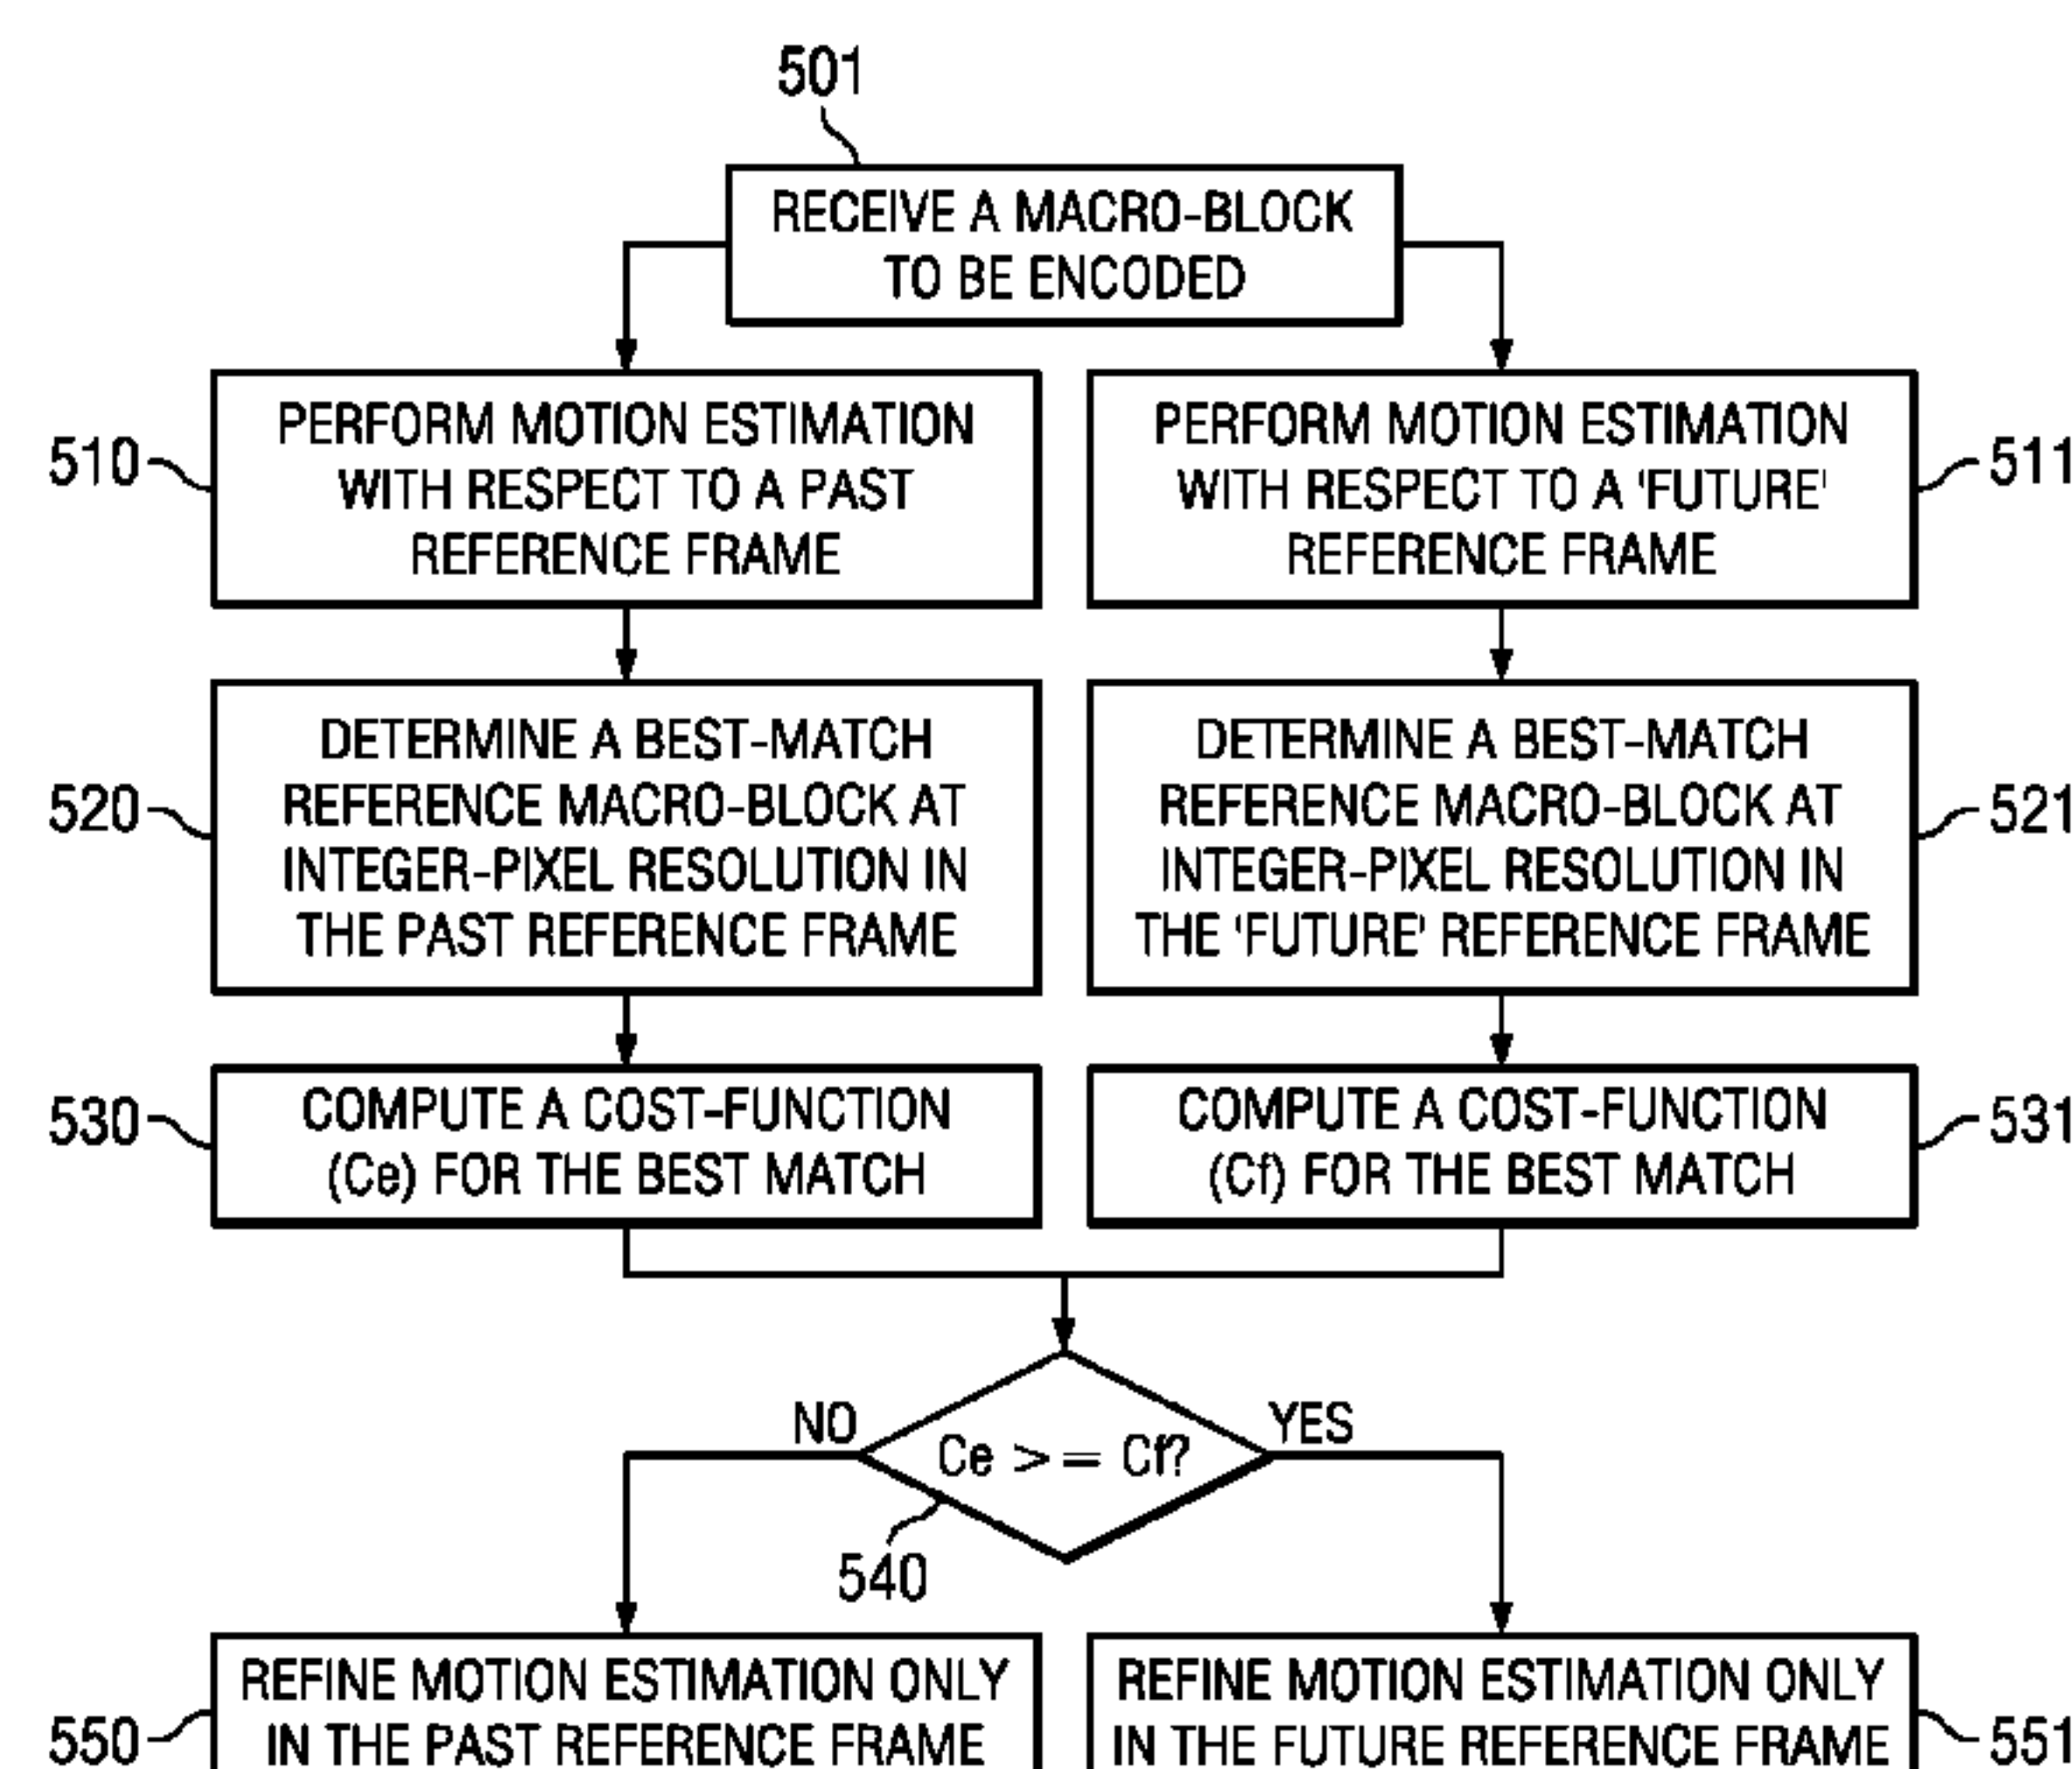 501
RECEIVE A MACRO-BLOCK
TO BE ENCODED
510
PERFORM MOTION ESTIMATION
WITH RESPECT TO A PAST
REFERENCE FRAME
PERFORM MOTION ESTIMATION
WITH RESPECT TO A 'FUTURE'
REFERENCE FRAME
511
520
DETERMINE A BEST-MATCH
REFERENCE MACRO-BLOCK AT
INTEGER-PIXEL RESOLUTION IN
THE PAST REFERENCE FRAME
DETERMINE A BEST-MATCH
REFERENCE MACRO-BLOCK AT
INTEGER-PIXEL RESOLUTION IN
THE 'FUTURE' REFERENCE FRAME
521
530
COMPUTE A COST-FUNCTION
(Ce) FOR THE BEST MATCH
COMPUTE A COST-FUNCTION
(Cf) FOR THE BEST MATCH
531
NO
Ce >= Cf?
YES
540
550
REFINE MOTION ESTIMATION ONLY
IN THE PAST REFERENCE FRAME
REFINE MOTION ESTIMATION ONLY
IN THE FUTURE REFERENCE FRAME
551